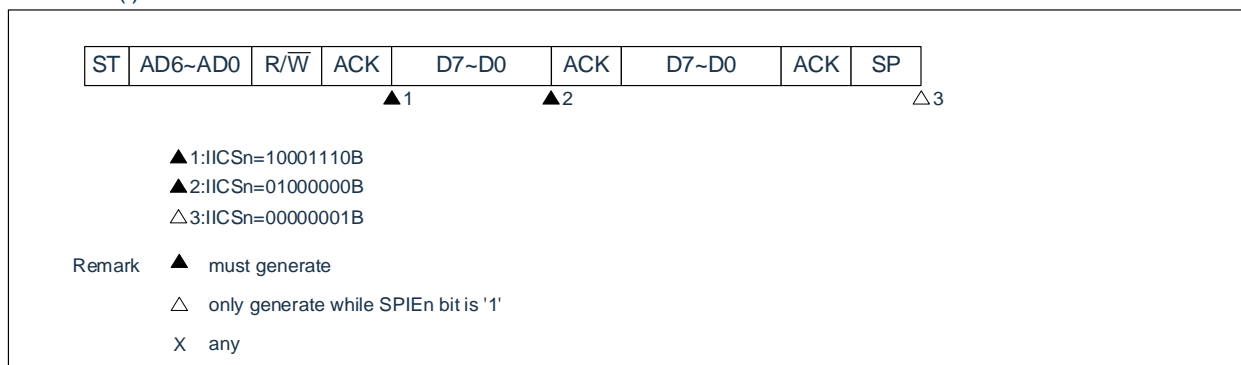 (i)
ST AD6~AD0 R/W̅ ACK D7~D0 ACK D7~D0 ACK SP
▲1 ▲2 △3
▲1:IICSn=10001110B
▲2:IICSn=01000000B
△3:IICSn=00000001B
Remark ▲ must generate
△ only generate while SPIEn bit is '1'
X any